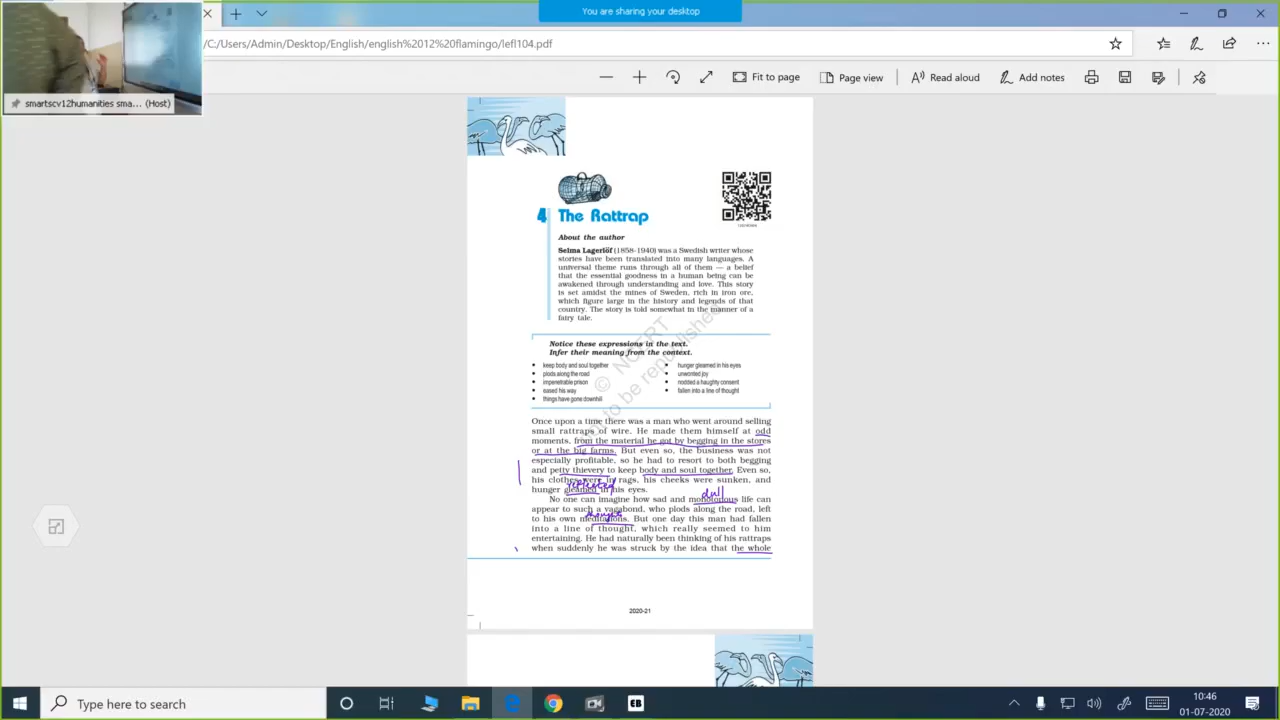 You are sharing your desktop
/C:/Users/Admin/Desktop/English/english%2012%20flamingo/lefl104.pdf
Fit to page
Page view
Read aloud
Add notes
smartscv12humanities sma... (Host)
4 The Rattrap
About the author
Selma Lagerlöf (1858-1940) was a Swedish writer whose
stories have been translated into many languages. A
universal theme runs through all of them — a belief
that the essential goodness in a human being can be
awakened through understanding and love. This story
is set amidst the mines of Sweden, rich in iron ore,
which figure large in the history and legends of that
country. The story is told somewhat in the manner of a
fairy tale.
© NCERT
to be republished
Notice these expressions in the text.
Infer their meaning from the context.
• keep body and soul together
• plods along the road
• impenetrable prison
• eased his way
• things have gone downhill
• hunger gleamed in his eyes
• unwonted joy
• nodded a haughty consent
• fallen into a line of thought
Once upon a time there was a man who went around selling
small rattraps of wire. He made them himself at odd
moments, from the material he got by begging in the stores
or at the big farms. But even so, the business was not
especially profitable, so he had to resort to both begging
and petty thievery to keep body and soul together. Even so,
his clothes were in rags, his cheeks were sunken, and
reflected
hunger gleamed in his eyes.
dull
No one can imagine how sad and monotonous life can
appear to such a vagabond, who plods along the road, left
thoughts
to his own meditations. But one day this man had fallen
into a line of thought, which really seemed to him
entertaining. He had naturally been thinking of his rattraps
when suddenly he was struck by the idea that the whole
2020-21
Type here to search
EB
10:46
01-07-2020